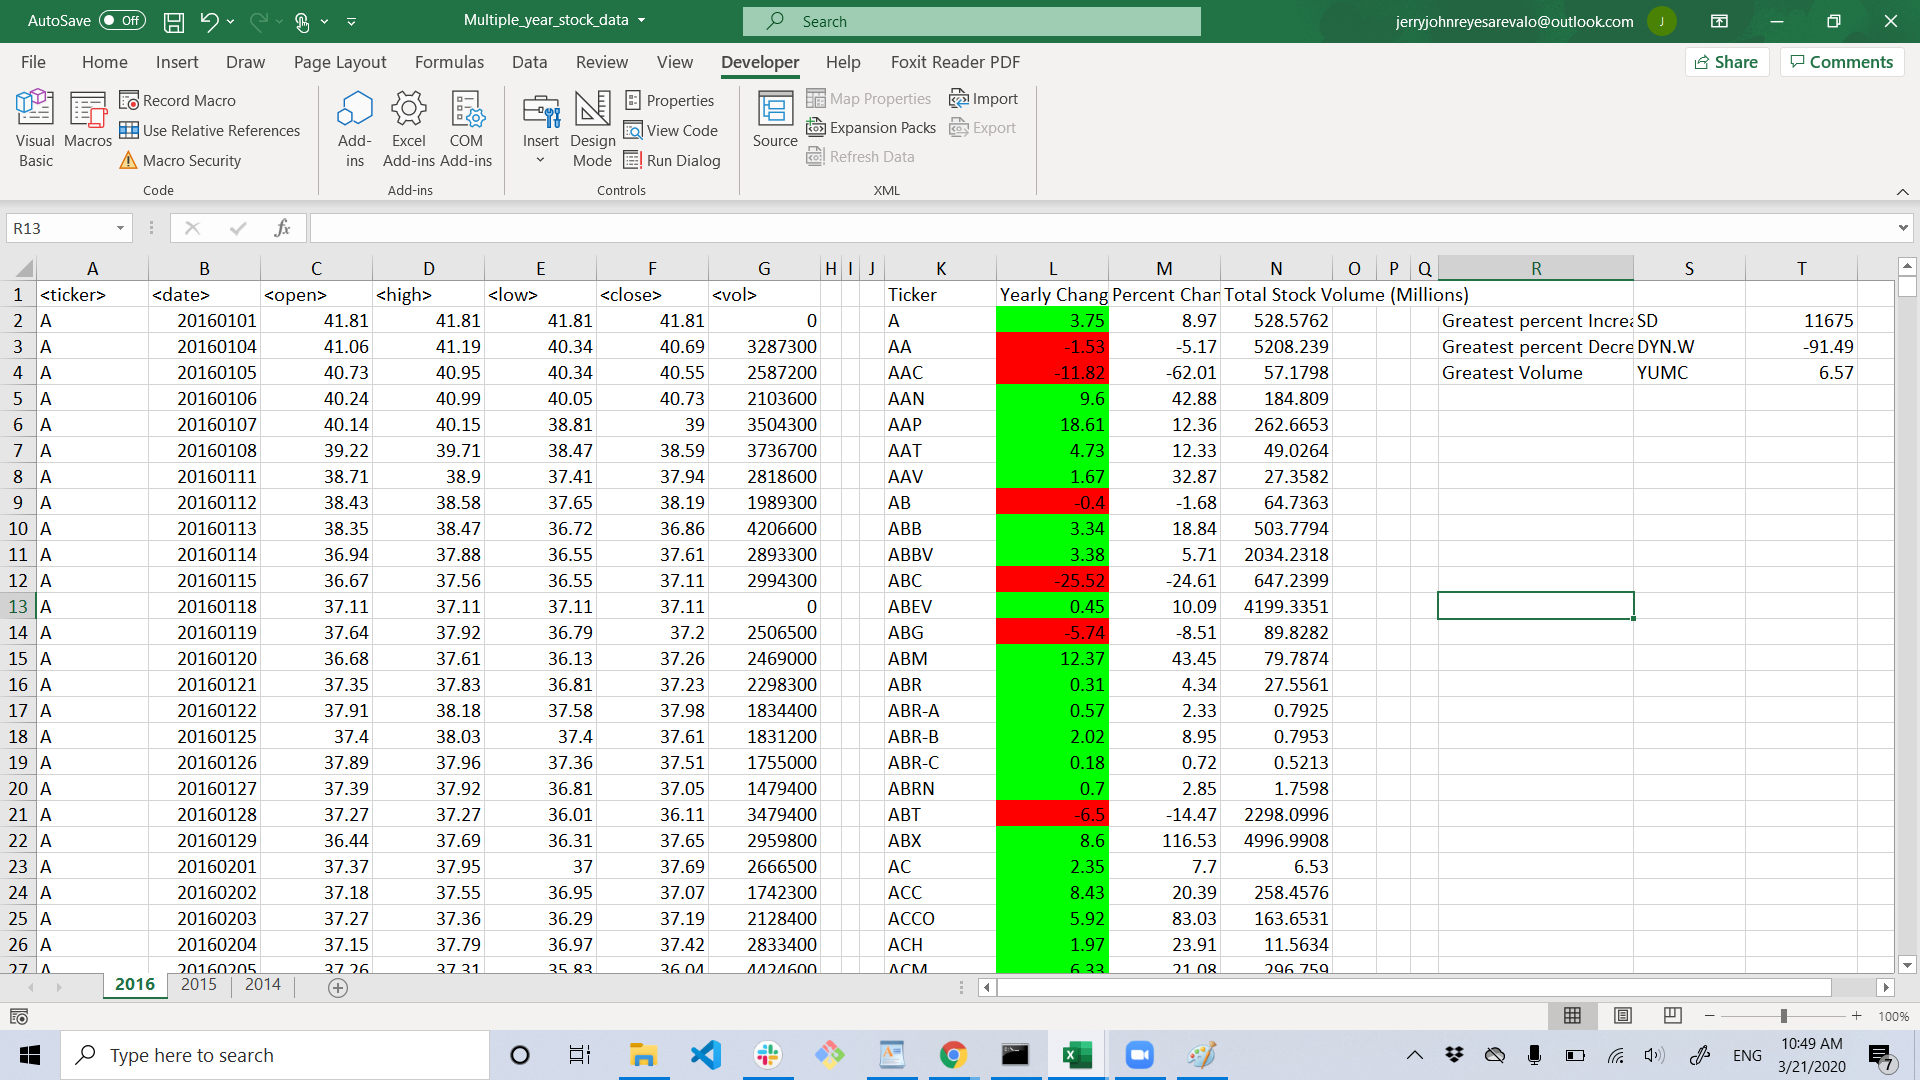 AutoSave Off Multiple_year_stock_data Search jerryjohnreyesarevalo@outlook.com J
File Home Insert Draw Page Layout Formulas Data Review View Developer Help Foxit Reader PDF Share Comments
Visual Basic
Macros
Record Macro
Use Relative References
Macro Security
Code
Add-ins
Excel Add-ins
COM Add-ins
Add-ins
Insert
Design Mode
Properties
View Code
Run Dialog
Controls
Source
Map Properties
Expansion Packs
Refresh Data
Import
Export
XML
R13 fx
A B C D E F G H I J K L M N O P Q R S T
1 <ticker> <date> <open> <high> <low> <close> <vol> Ticker Yearly Chang Percent Char Total Stock Volume (Millions)
2 A 20160101 41.81 41.81 41.81 41.81 0 A 3.75 8.97 528.5762 Greatest percent Increa SD 11675
3 A 20160104 41.06 41.19 40.34 40.69 3287300 AA -1.53 -5.17 5208.239 Greatest percent Decre DYN.W -91.49
4 A 20160105 40.73 40.95 40.34 40.55 2587200 AAC -11.82 -62.01 57.1798 Greatest Volume YUMC 6.57
5 A 20160106 40.24 40.99 40.05 40.73 2103600 AAN 9.6 42.88 184.809
6 A 20160107 40.14 40.15 38.81 39 3504300 AAP 18.61 12.36 262.6653
7 A 20160108 39.22 39.71 38.47 38.59 3736700 AAT 4.73 12.33 49.0264
8 A 20160111 38.71 38.9 37.41 37.94 2818600 AAV 1.67 32.87 27.3582
9 A 20160112 38.43 38.58 37.65 38.19 1989300 AB -0.4 -1.68 64.7363
10 A 20160113 38.35 38.47 36.72 36.86 4206600 ABB 3.34 18.84 503.7794
11 A 20160114 36.94 37.88 36.55 37.61 2893300 ABBV 3.38 5.71 2034.2318
12 A 20160115 36.67 37.56 36.55 37.11 2994300 ABC -25.52 -24.61 647.2399
13 A 20160118 37.11 37.11 37.11 37.11 0 ABEV 0.45 10.09 4199.3351
14 A 20160119 37.64 37.92 36.79 37.2 2506500 ABG -5.74 -8.51 89.8282
15 A 20160120 36.68 37.61 36.13 37.26 2469000 ABM 12.37 43.45 79.7874
16 A 20160121 37.35 37.83 36.81 37.23 2298300 ABR 0.31 4.34 27.5561
17 A 20160122 37.91 38.18 37.58 37.98 1834400 ABR-A 0.57 2.33 0.7925
18 A 20160125 37.4 38.03 37.4 37.61 1831200 ABR-B 2.02 8.95 0.7953
19 A 20160126 37.89 37.96 37.36 37.51 1755000 ABR-C 0.18 0.72 0.5213
20 A 20160127 37.39 37.92 36.81 37.05 1479400 ABRN 0.7 2.85 1.7598
21 A 20160128 37.27 37.27 36.01 36.11 3479400 ABT -6.5 -14.47 2298.0996
22 A 20160129 36.44 37.69 36.31 37.65 2959800 ABX 8.6 116.53 4996.9908
23 A 20160201 37.37 37.95 37 37.69 2666500 AC 2.35 7.7 6.53
24 A 20160202 37.18 37.55 36.95 37.07 1742300 ACC 8.43 20.39 258.4576
25 A 20160203 37.27 37.36 36.29 37.19 2128400 ACCO 5.92 83.03 163.6531
26 A 20160204 37.15 37.79 36.97 37.42 2833400 ACH 1.97 23.91 11.5634
27 A 20160205 37.26 37.31 35.83 36.04 4424600 ACM 6.33 21.08 296.759
2016 2015 2014
100%
Type here to search ENG 10:49 AM
3/21/2020 7